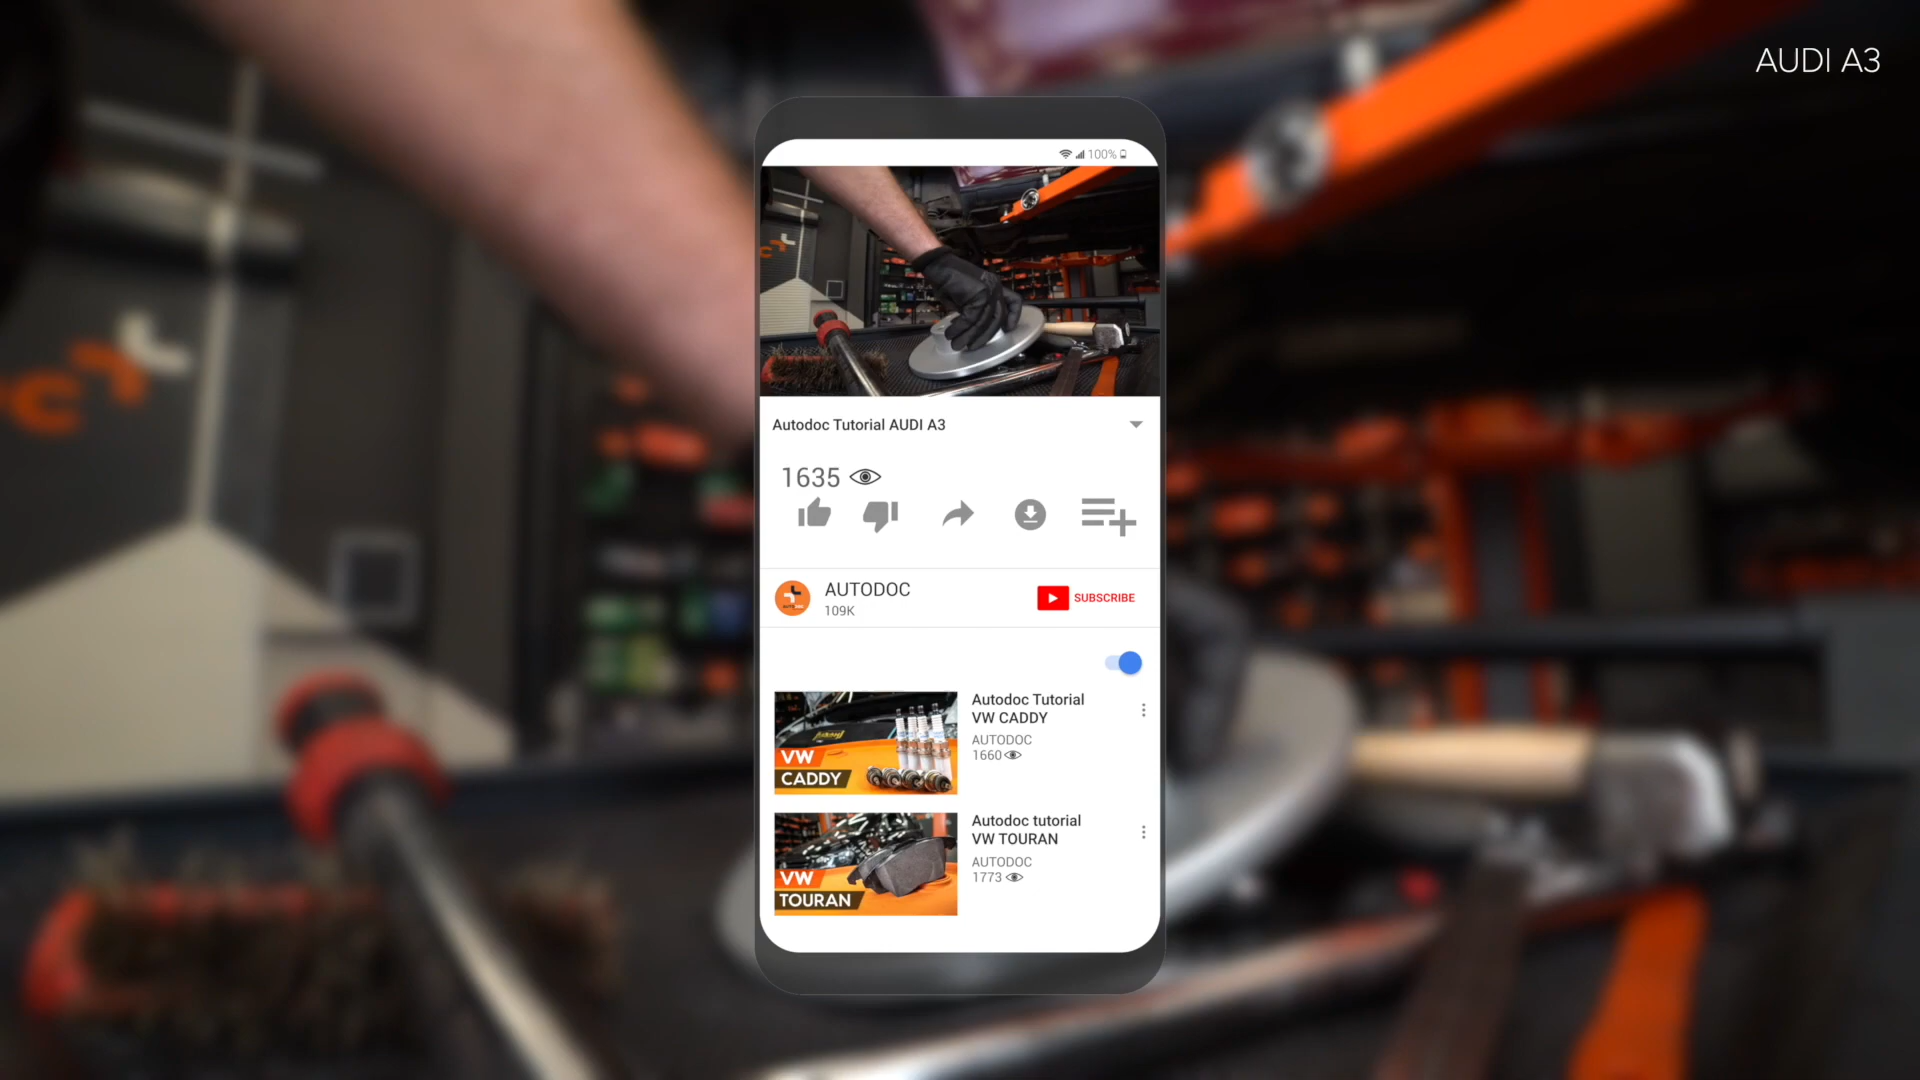 AUDI A3
100%
Autodoc Tutorial AUDI A3
1635
AUTODOC
109K
SUBSCRIBE
Autodoc Tutorial
VW CADDY
AUTODOC
1660
VW
CADDY
Autodoc tutorial
VW TOURAN
AUTODOC
1773
VW
TOURAN